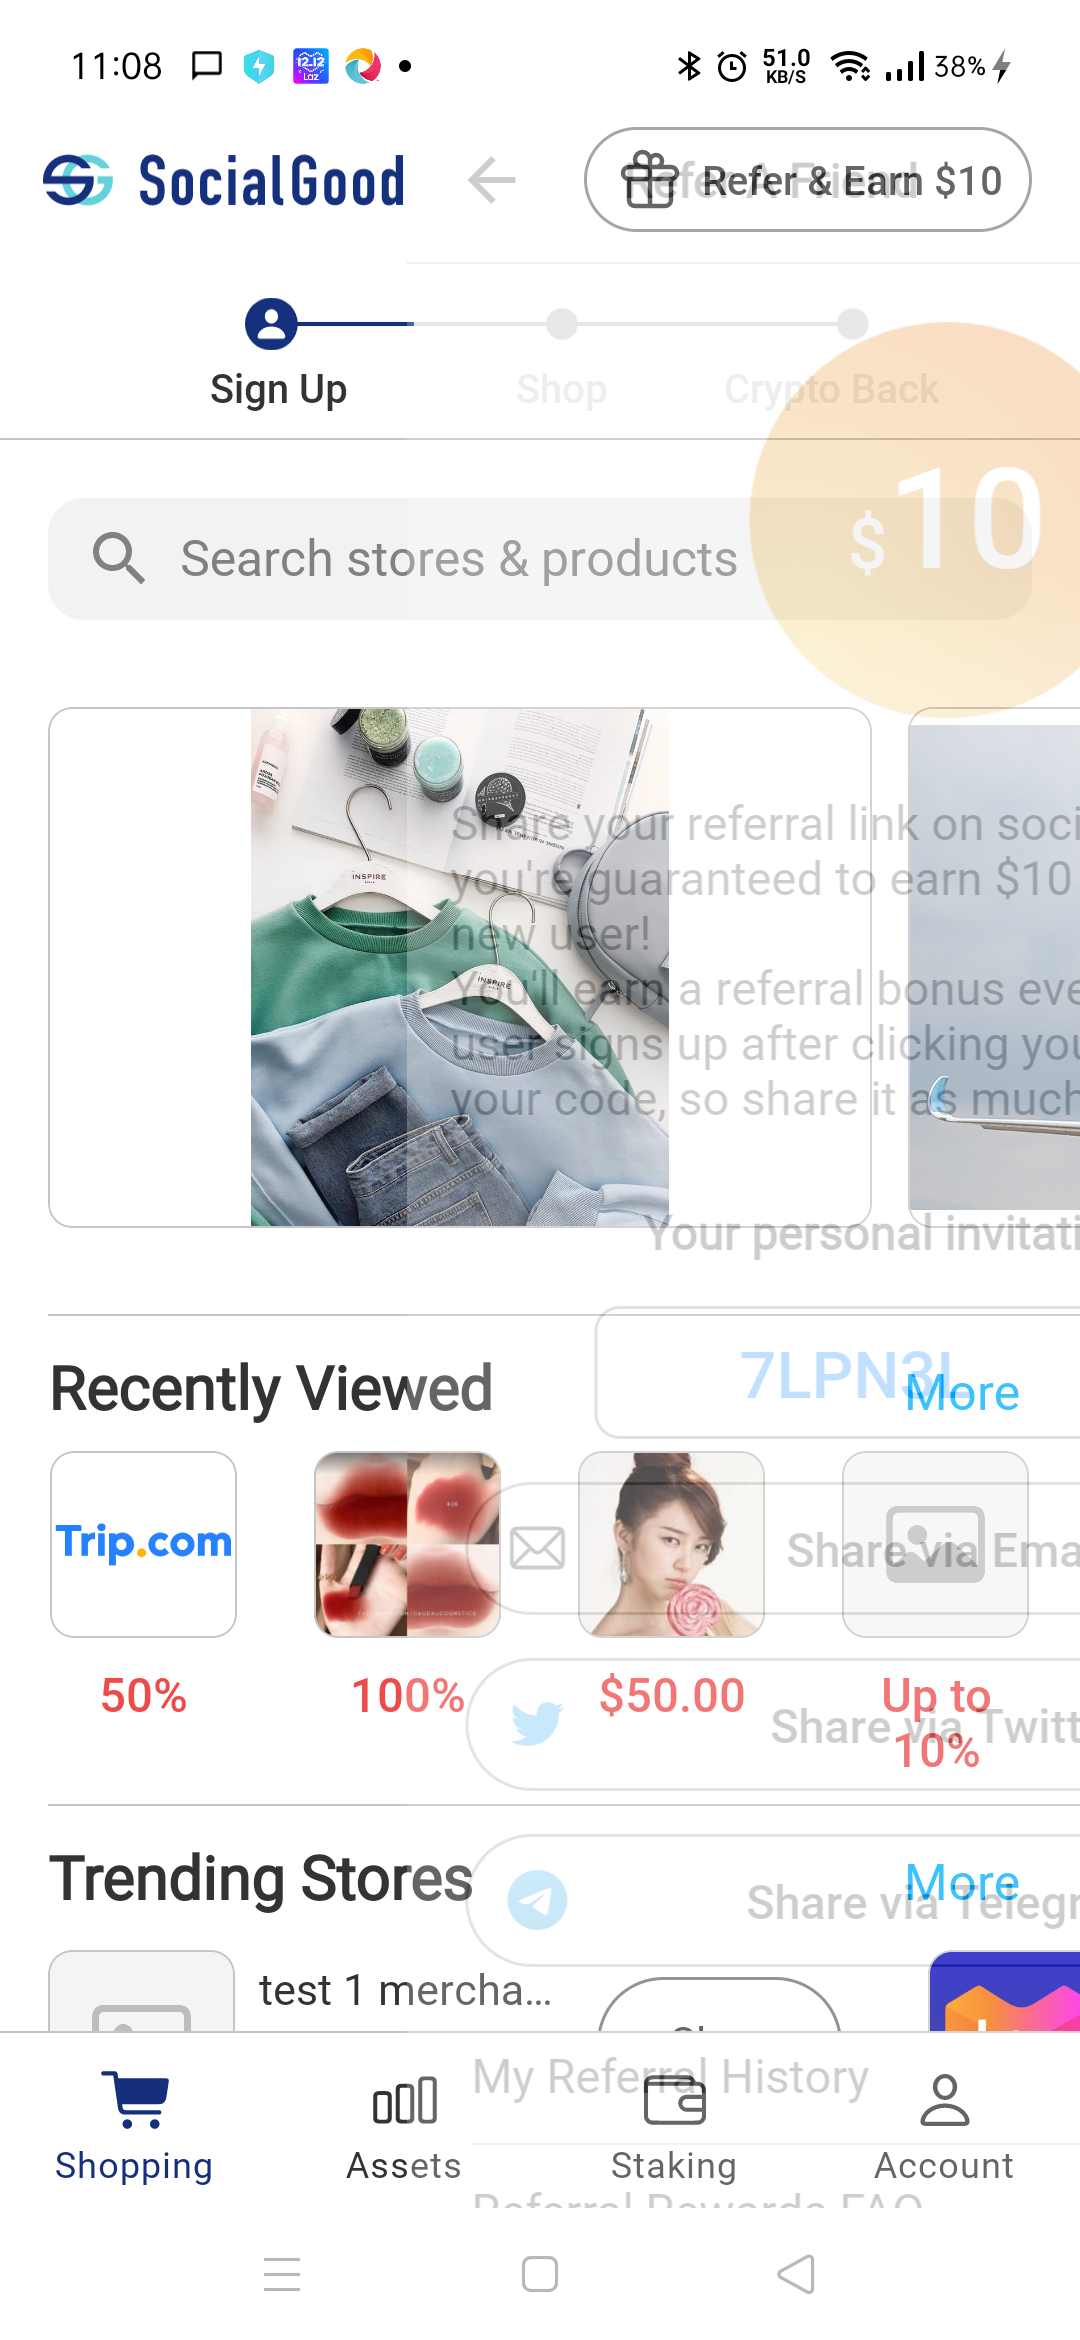 11:08
12.12
Laz
51.0
KB/S
38%
SocialGood
Refer & Earn $10
Refer A Friend
Sign Up
Shop
Crypto Back
$10
Search stores & products
INSPIRE
INSPIRE
Share your referral link on soci
you're guaranteed to earn $10
new user!
You'll earn a referral bonus eve
user signs up after clicking you
your code, so share it as much
Your personal invitati
7LPN3L
Recently Viewed
More
Trip.com
Share via Ema
50%
100%
$50.00
Up to
10%
Share via Twitt
Trending Stores
More
Share via Telegr
test 1 mercha...
My Referral History
Shopping
Assets
Staking
Account
Referral Rewards FAQ